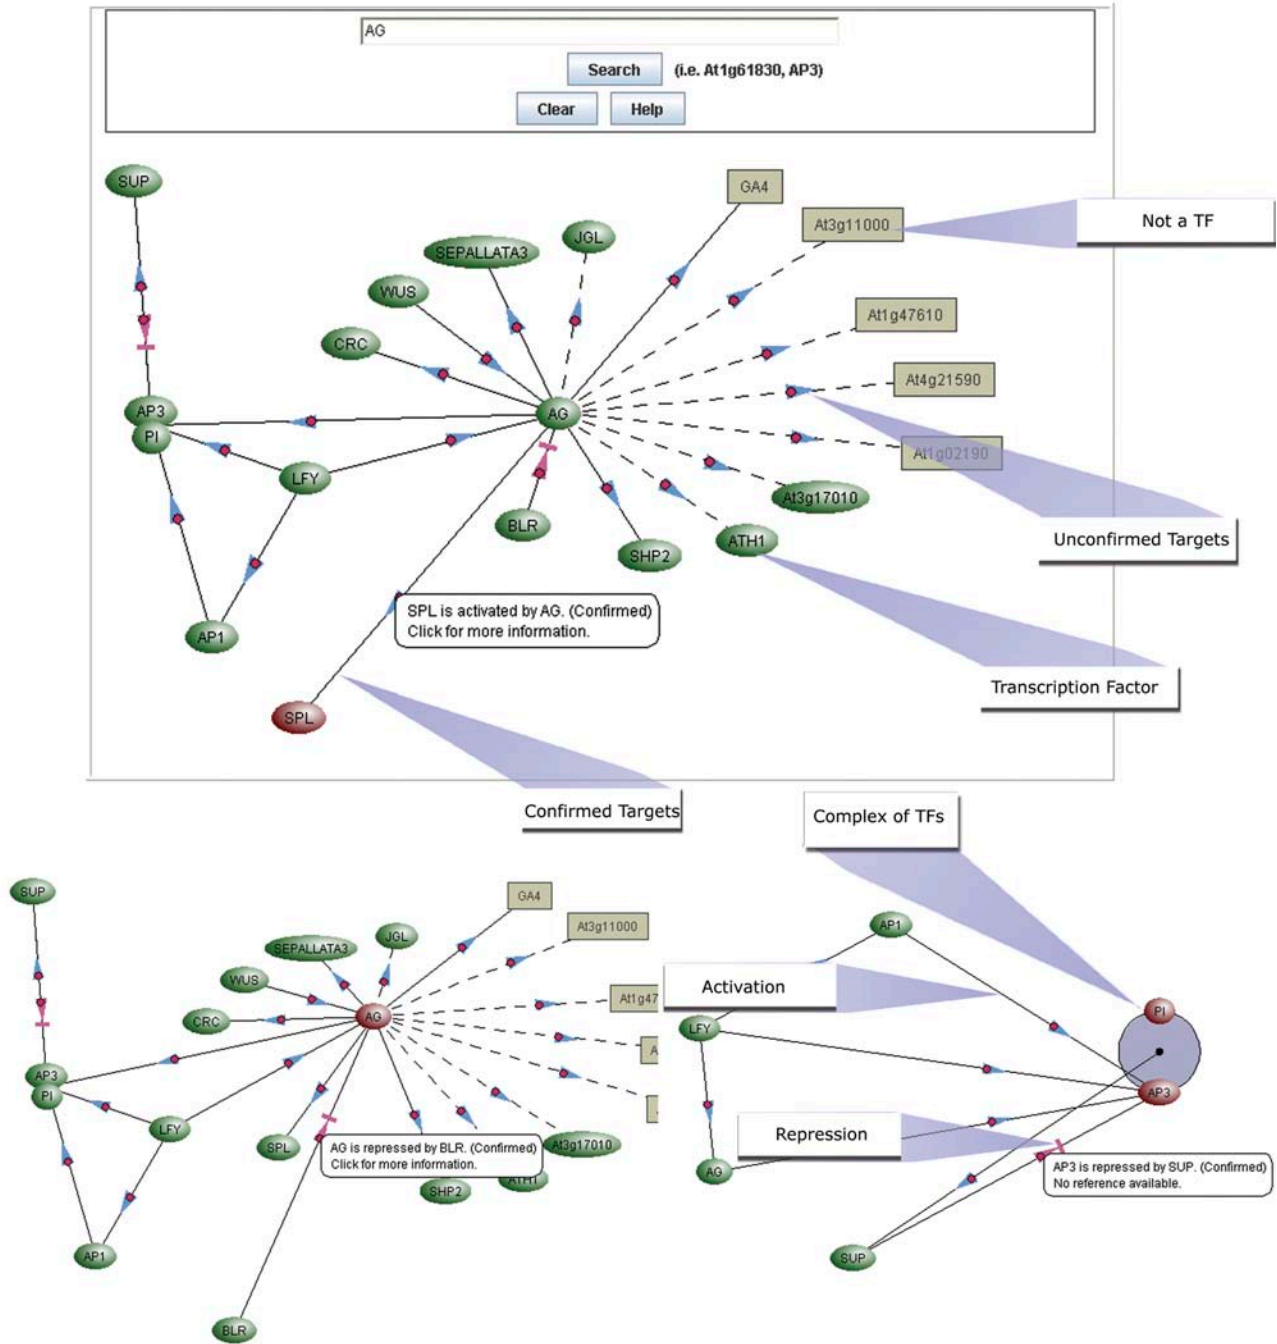 AG
Search (i.e. At1g61830, AP3)
Clear Help
SUP
GA4
At3g11000
Not a TF
JGL
SEPALLATA3
WUS
At1g47610
CRC
At4g21590
AP3
AG
PI
At1g02190
LFY
At3g17010
BLR
ATH1
SHP2
Unconfirmed Targets
SPL is activated by AG. (Confirmed)
Click for more information.
AP1
Transcription Factor
SPL
Confirmed Targets
Complex of TFs
SUP
GA4
At3g11000
JGL
SEPALLATA3
WUS
At1g47
CRC
AG
A
AP3
PI
LFY
SPL
AG is repressed by BLR. (Confirmed)
Click for more information.
At3g17010
ATH1
SHP2
AP1
BLR
AP1
Activation
PI
LFY
AP3
Repression
AG
AP3 is repressed by SUP. (Confirmed)
No reference available.
SUP